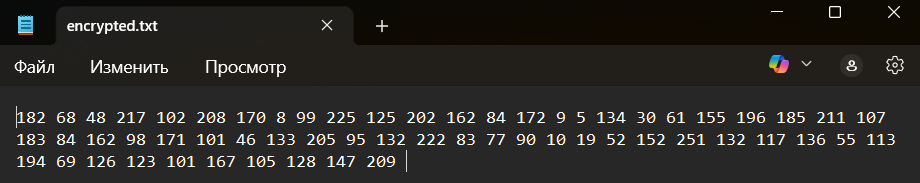 encrypted.txt
Файл Изменить Просмотр
182 68 48 217 102 208 170 8 99 225 125 202 162 84 172 9 5 134 30 61 155 196 185 211 107
183 84 162 98 171 101 46 133 205 95 132 222 83 77 90 10 19 52 152 251 132 117 136 55 113
194 69 126 123 101 167 105 128 147 209